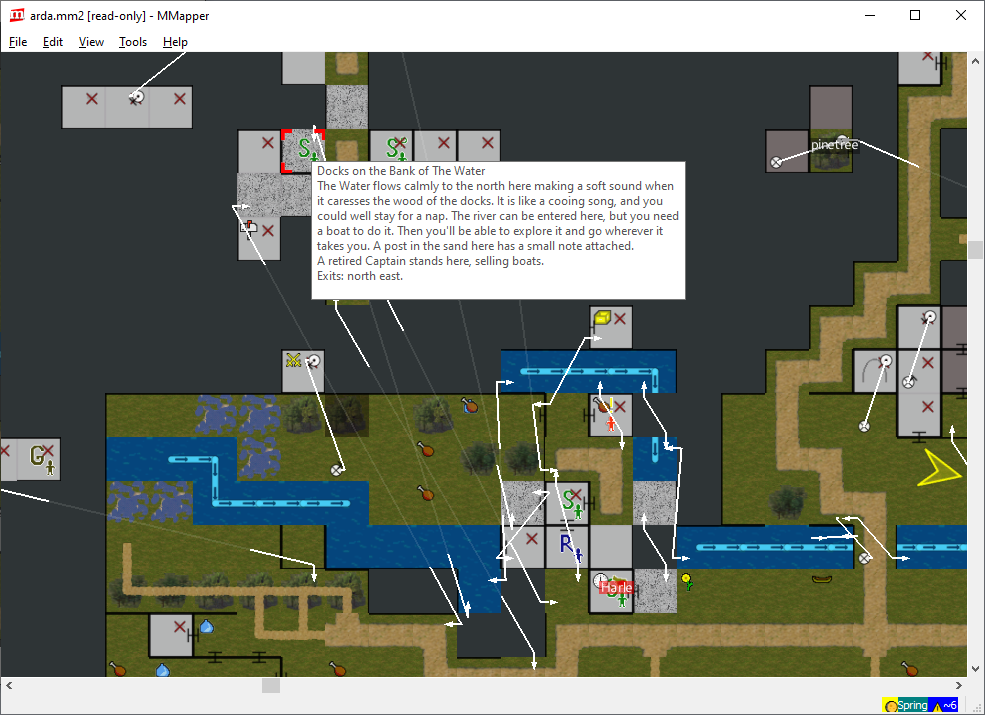 arda.mm2 [read-only] - MMapper
File Edit View Tools Help
S
S
pinetree
Docks on the Bank of The Water
The Water flows calmly to the north here making a soft sound when
it caresses the wood of the docks. It is like a cooing song, and you
could well stay for a nap. The river can be entered here, but you need
a boat to do it. Then you'll be able to explore it and go wherever it
takes you. A post in the sand here has a small note attached.
A retired Captain stands here, selling boats.
Exits: north east.
G
S
R
Harle
Spring ~6